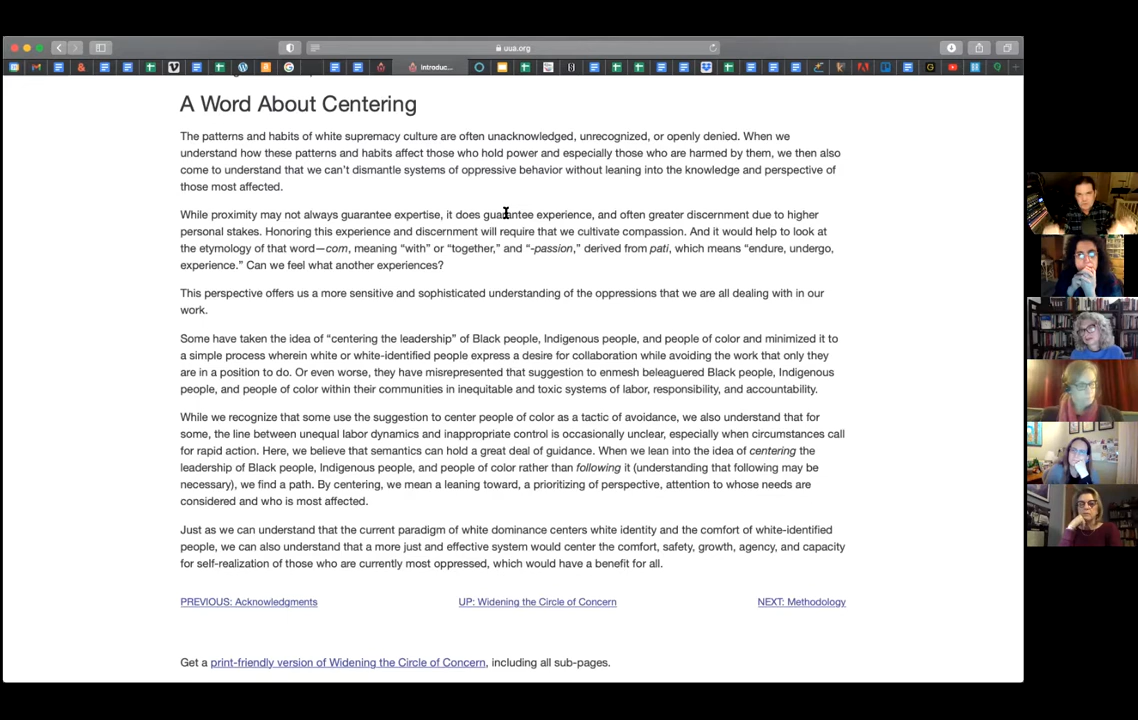 uua.org
introduc...
A Word About Centering
The patterns and habits of white supremacy culture are often unacknowledged, unrecognized, or openly denied. When we
understand how these patterns and habits affect those who hold power and especially those who are harmed by them, we then also
come to understand that we can't dismantle systems of oppressive behavior without leaning into the knowledge and perspective of
those most affected.
While proximity may not always guarantee expertise, it does guarantee experience, and often greater discernment due to higher
personal stakes. Honoring this experience and discernment will require that we cultivate compassion. And it would help to look at
the etymology of that word—com, meaning “with” or “together,” and “-passion,” derived from pati, which means “endure, undergo,
experience.” Can we feel what another experiences?
This perspective offers us a more sensitive and sophisticated understanding of the oppressions that we are all dealing with in our
work.
Some have taken the idea of “centering the leadership” of Black people, Indigenous people, and people of color and minimized it to
a simple process wherein white or white-identified people express a desire for collaboration while avoiding the work that only they
are in a position to do. Or even worse, they have misrepresented that suggestion to enmesh beleaguered Black people, Indigenous
people, and people of color within their communities in inequitable and toxic systems of labor, responsibility, and accountability.
While we recognize that some use the suggestion to center people of color as a tactic of avoidance, we also understand that for
some, the line between unequal labor dynamics and inappropriate control is occasionally unclear, especially when circumstances call
for rapid action. Here, we believe that semantics can hold a great deal of guidance. When we lean into the idea of centering the
leadership of Black people, Indigenous people, and people of color rather than following it (understanding that following may be
necessary), we find a path. By centering, we mean a leaning toward, a prioritizing of perspective, attention to whose needs are
considered and who is most affected.
Just as we can understand that the current paradigm of white dominance centers white identity and the comfort of white-identified
people, we can also understand that a more just and effective system would center the comfort, safety, growth, agency, and capacity
for self-realization of those who are currently most oppressed, which would have a benefit for all.
PREVIOUS: Acknowledgments
UP: Widening the Circle of Concern
NEXT: Methodology
Get a print-friendly version of Widening the Circle of Concern, including all sub-pages.